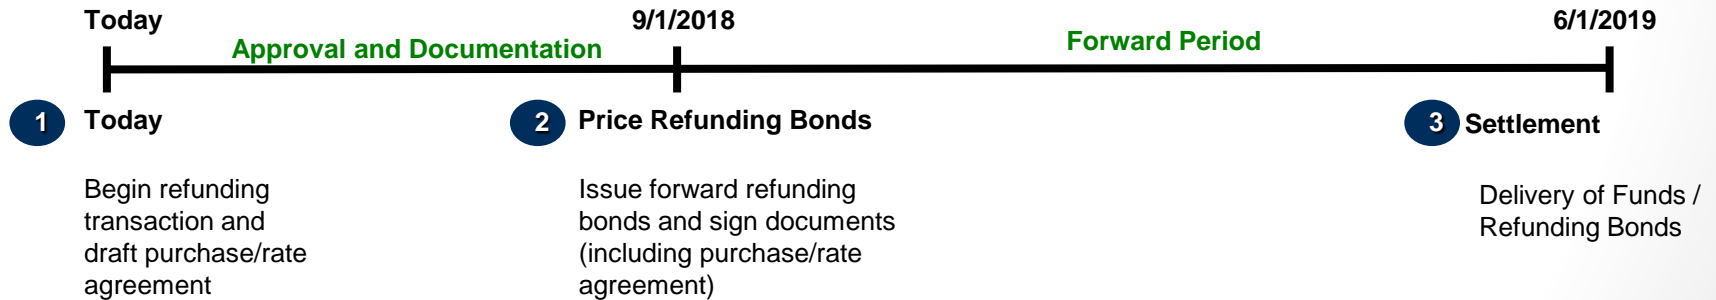 Today
9/1/2018
6/1/2019
Approval and Documentation
Forward Period
1 Today
2 Price Refunding Bonds
3 Settlement
Begin refunding
transaction and
draft purchase/rate
agreement
Issue forward refunding
bonds and sign documents
(including purchase/rate
agreement)
Delivery of Funds /
Refunding Bonds